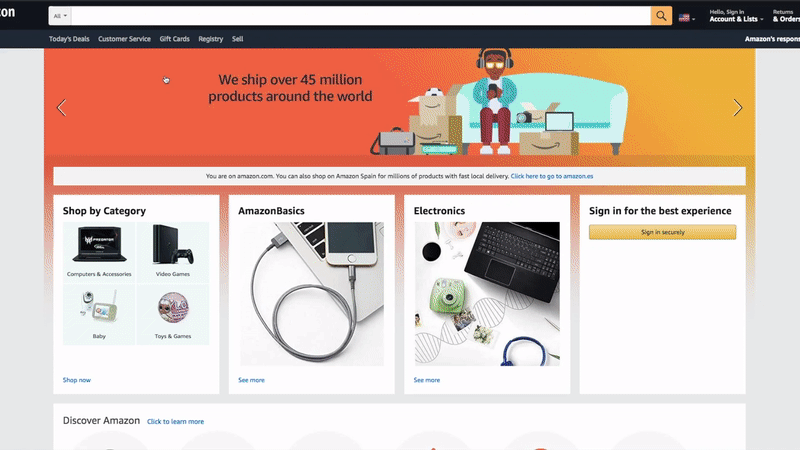 zon
All
Hello, Sign in
Account & Lists
Returns
& Orders
Today's Deals Customer Service Gift Cards Registry Sell
Amazon's respons
We ship over 45 million
products around the world
You are on amazon.com. You can also shop on Amazon Spain for millions of products with fast local delivery. Click here to go to amazon.es
Shop by Category
PREDATOR
Computers & Accessories
Video Games
Baby
Toys & Games
Shop now
AmazonBasics
See more
Electronics
See more
Sign in for the best experience
Sign in securely
Discover Amazon Click to learn more